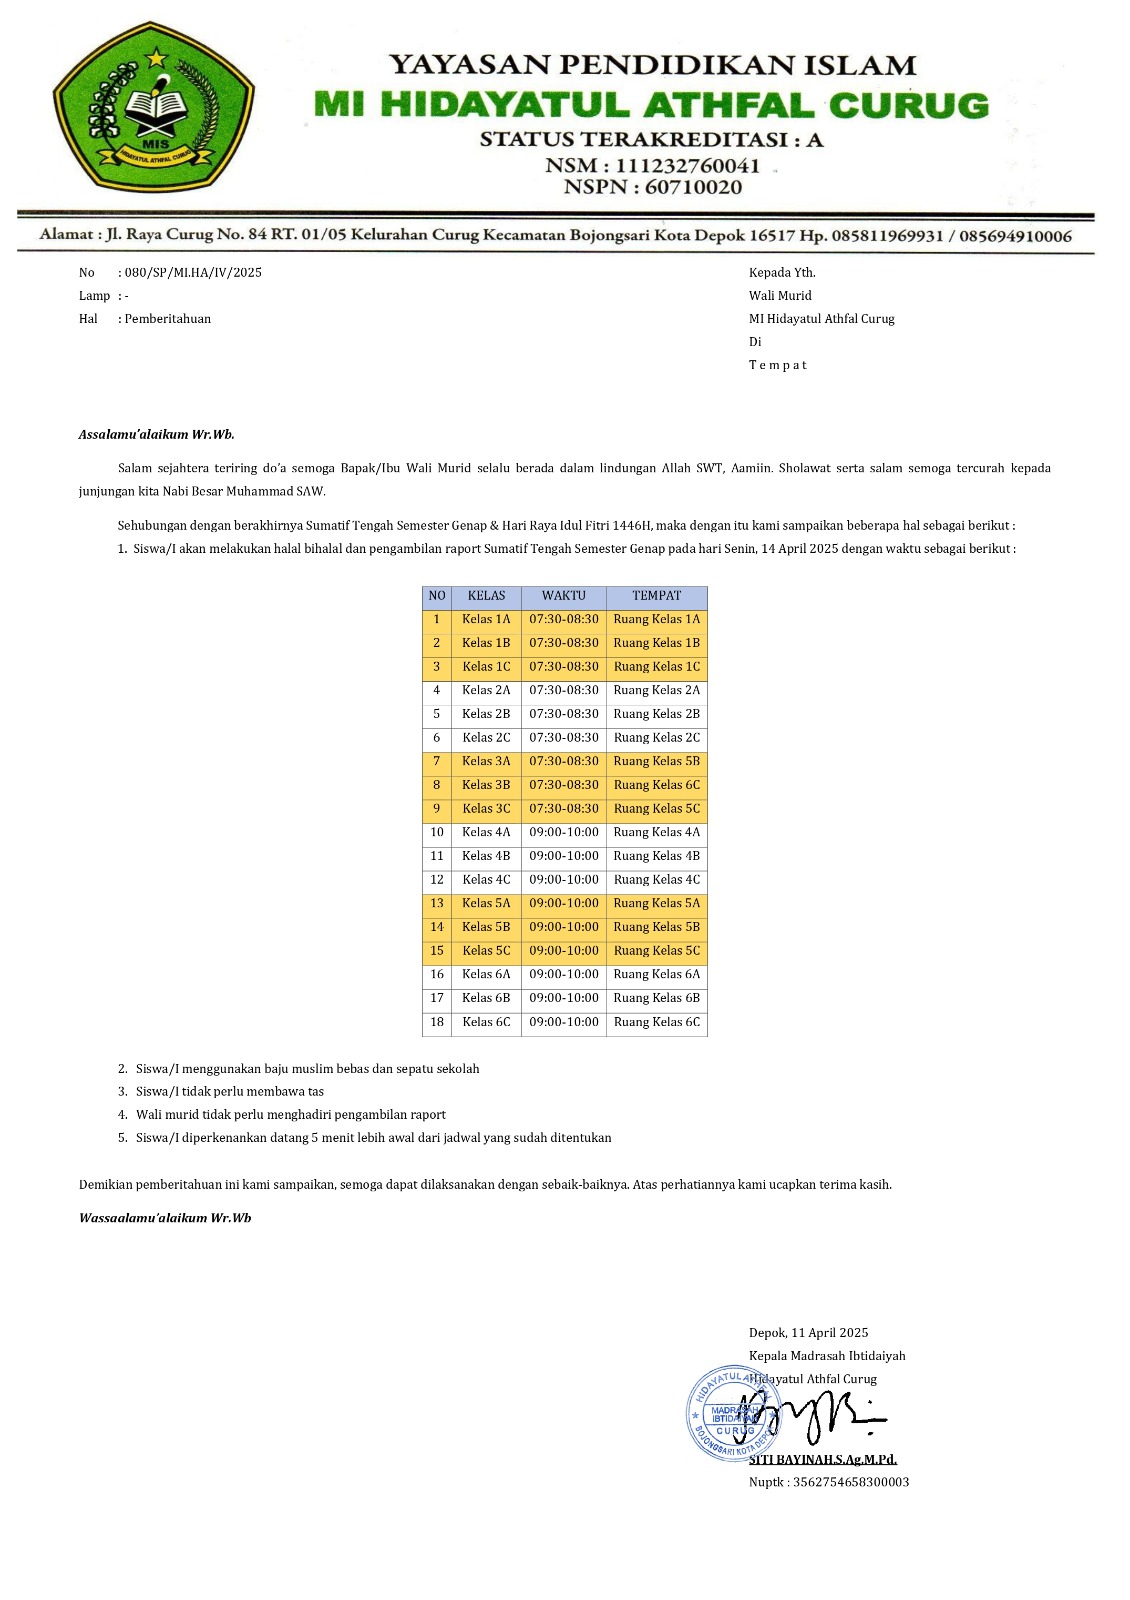 MIS
HIDAYATUL ATHFAL CURUG
YAYASAN PENDIDIKAN ISLAM
MI HIDAYATUL ATHFAL CURUG
STATUS TERAKREDITASI : A
NSM : 111232760041
NSPN : 60710020
Alamat : Jl. Raya Curug No. 84 RT. 01/05 Kelurahan Curug Kecamatan Bojongsari Kota Depok 16517 Hp. 085811969931 / 085694910006
No : 080/SP/MI.HA/IV/2025
Lamp : -
Hal : Pemberitahuan
Kepada Yth.
Wali Murid
MI Hidayatul Athfal Curug
Di
T e m p a t
Assalamu'alaikum Wr.Wb.
Salam sejahtera teriring do'a semoga Bapak/Ibu Wali Murid selalu berada dalam lindungan Allah SWT, Aamiin. Sholawat serta salam semoga tercurah kepada
junjungan kita Nabi Besar Muhammad SAW.
Sehubungan dengan berakhirnya Sumatif Tengah Semester Genap & Hari Raya Idul Fitri 1446H, maka dengan itu kami sampaikan beberapa hal sebagai berikut :
1. Siswa/I akan melakukan halal bihalal dan pengambilan raport Sumatif Tengah Semester Genap pada hari Senin, 14 April 2025 dengan waktu sebagai berikut :
NO KELAS WAKTU TEMPAT
1 Kelas 1A 07:30-08:30 Ruang Kelas 1A
2 Kelas 1B 07:30-08:30 Ruang Kelas 1B
3 Kelas 1C 07:30-08:30 Ruang Kelas 1C
4 Kelas 2A 07:30-08:30 Ruang Kelas 2A
5 Kelas 2B 07:30-08:30 Ruang Kelas 2B
6 Kelas 2C 07:30-08:30 Ruang Kelas 2C
7 Kelas 3A 07:30-08:30 Ruang Kelas 5B
8 Kelas 3B 07:30-08:30 Ruang Kelas 6C
9 Kelas 3C 07:30-08:30 Ruang Kelas 5C
10 Kelas 4A 09:00-10:00 Ruang Kelas 4A
11 Kelas 4B 09:00-10:00 Ruang Kelas 4B
12 Kelas 4C 09:00-10:00 Ruang Kelas 4C
13 Kelas 5A 09:00-10:00 Ruang Kelas 5A
14 Kelas 5B 09:00-10:00 Ruang Kelas 5B
15 Kelas 5C 09:00-10:00 Ruang Kelas 5C
16 Kelas 6A 09:00-10:00 Ruang Kelas 6A
17 Kelas 6B 09:00-10:00 Ruang Kelas 6B
18 Kelas 6C 09:00-10:00 Ruang Kelas 6C
2. Siswa/I menggunakan baju muslim bebas dan sepatu sekolah
3. Siswa/I tidak perlu membawa tas
4. Wali murid tidak perlu menghadiri pengambilan raport
5. Siswa/I diperkenankan datang 5 menit lebih awal dari jadwal yang sudah ditentukan
Demikian pemberitahuan ini kami sampaikan, semoga dapat dilaksanakan dengan sebaik-baiknya. Atas perhatiannya kami ucapkan terima kasih.
Wassaalamu'alaikum Wr.Wb
Depok, 11 April 2025
Kepala Madrasah Ibtidaiyah
Hidayatul Athfal Curug
HIDAYATUL ATHFAL
MADRASAH
IBTIDAIYAH
CURUG
BOJONGSARI KOTA DEPOK
SITI BAYINAH.S.Ag.M.Pd.
Nuptk : 3562754658300003